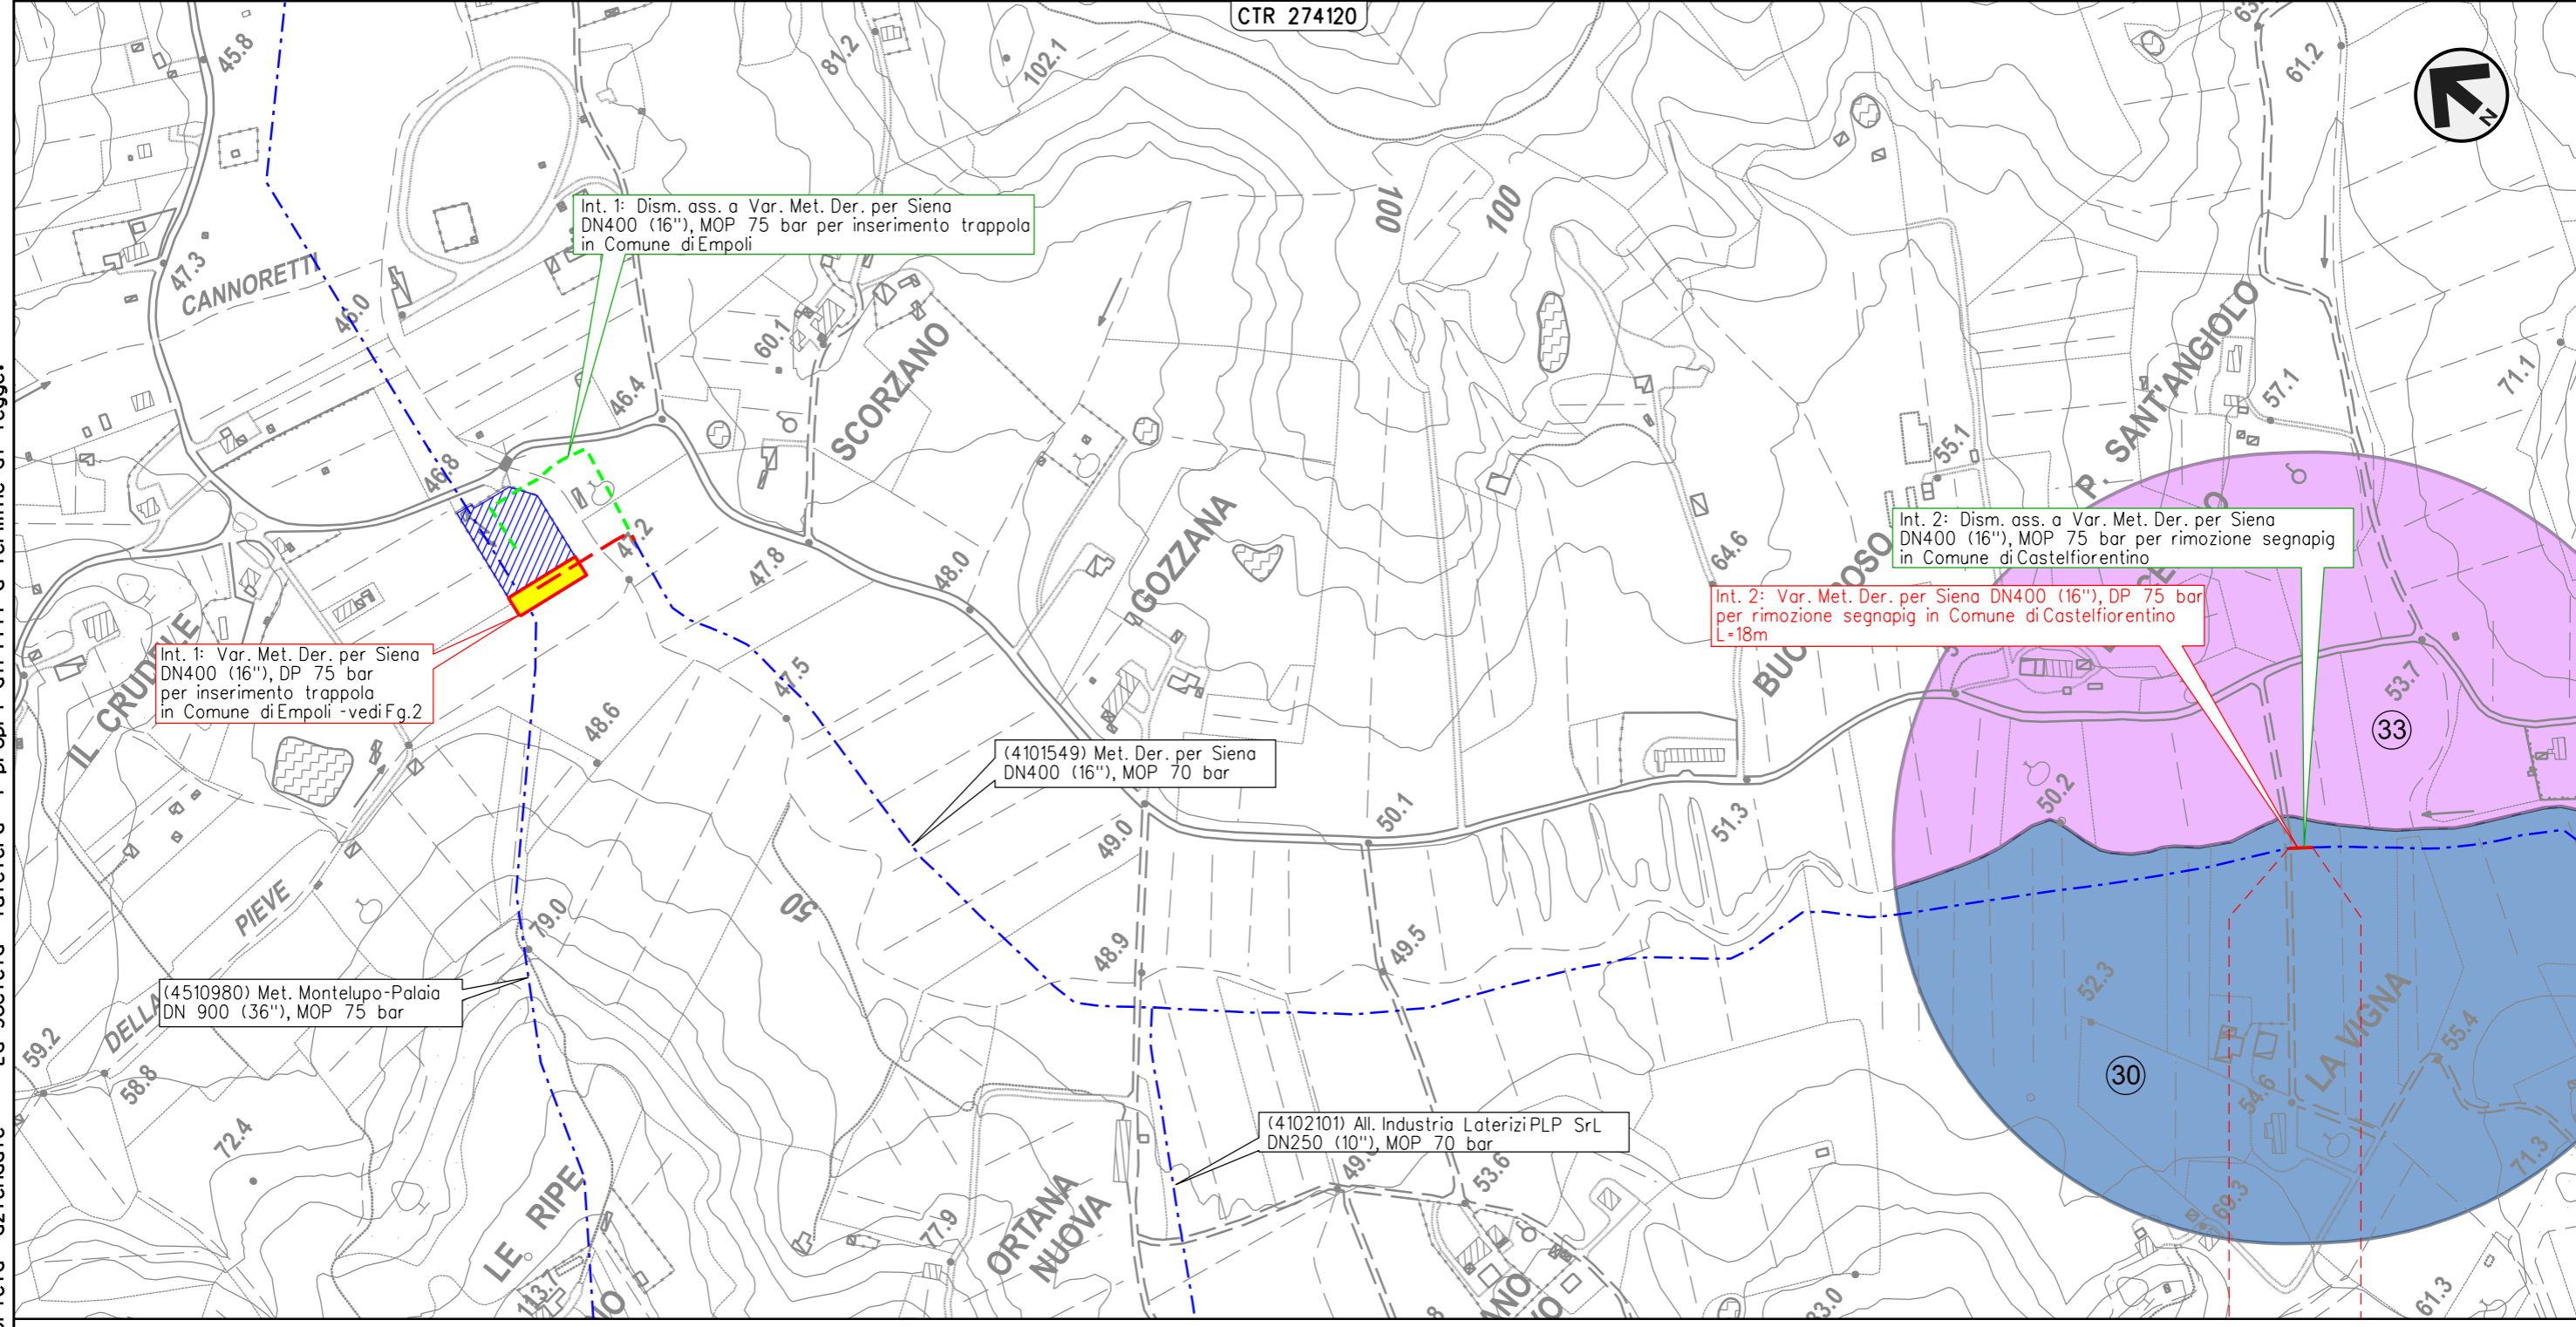 CTR 274120
45.8
81.2
102.1
61.2
N
47.3
CANNORETTI
46.0
Int. 1: Dism. ass. a Var. Met. Der. per Siena
DN400 (16"), MOP 75 bar per inserimento trappola
in Comune di Empoli
100
100
60.1
SCORZANO
46.4
46.8
P. SANT'ANGIOLO
57.1
71.1
55.1
47.8
48.0
GOZZANA
64.6
Int. 2: Dism. ass. a Var. Met. Der. per Siena
DN400 (16"), MOP 75 bar per rimozione segnapig
in Comune di Castelfiorentino
Int. 2: Var. Met. Der. per Siena DN400 (16"), DP 75 bar
per rimozione segnapig in Comune di Castelfiorentino
L=18m
IL CRUDELE
Int. 1: Var. Met. Der. per Siena
DN400 (16"), DP 75 bar
per inserimento trappola
in Comune di Empoli -vedi Fg.2
47.5
48.6
53.7
33
(4101549) Met. Der. per Siena
DN400 (16"), MOP 70 bar
50.2
49.0
50.1
51.3
PIEVE
79.0
50
48.9
49.5
52.3
(4510980) Met. Montelupo-Palaia
DN 900 (36"), MOP 75 bar
DELLA
59.2
58.8
72.4
30
LA VIGNA
55.4
54.6
(4102101) All. Industria Laterizi PLP SrL
DN250 (10"), MOP 70 bar
53.6
71.3
69.3
LE RIPE
77.9
ORTANA
NUOVA
113.7
83.0
61.3